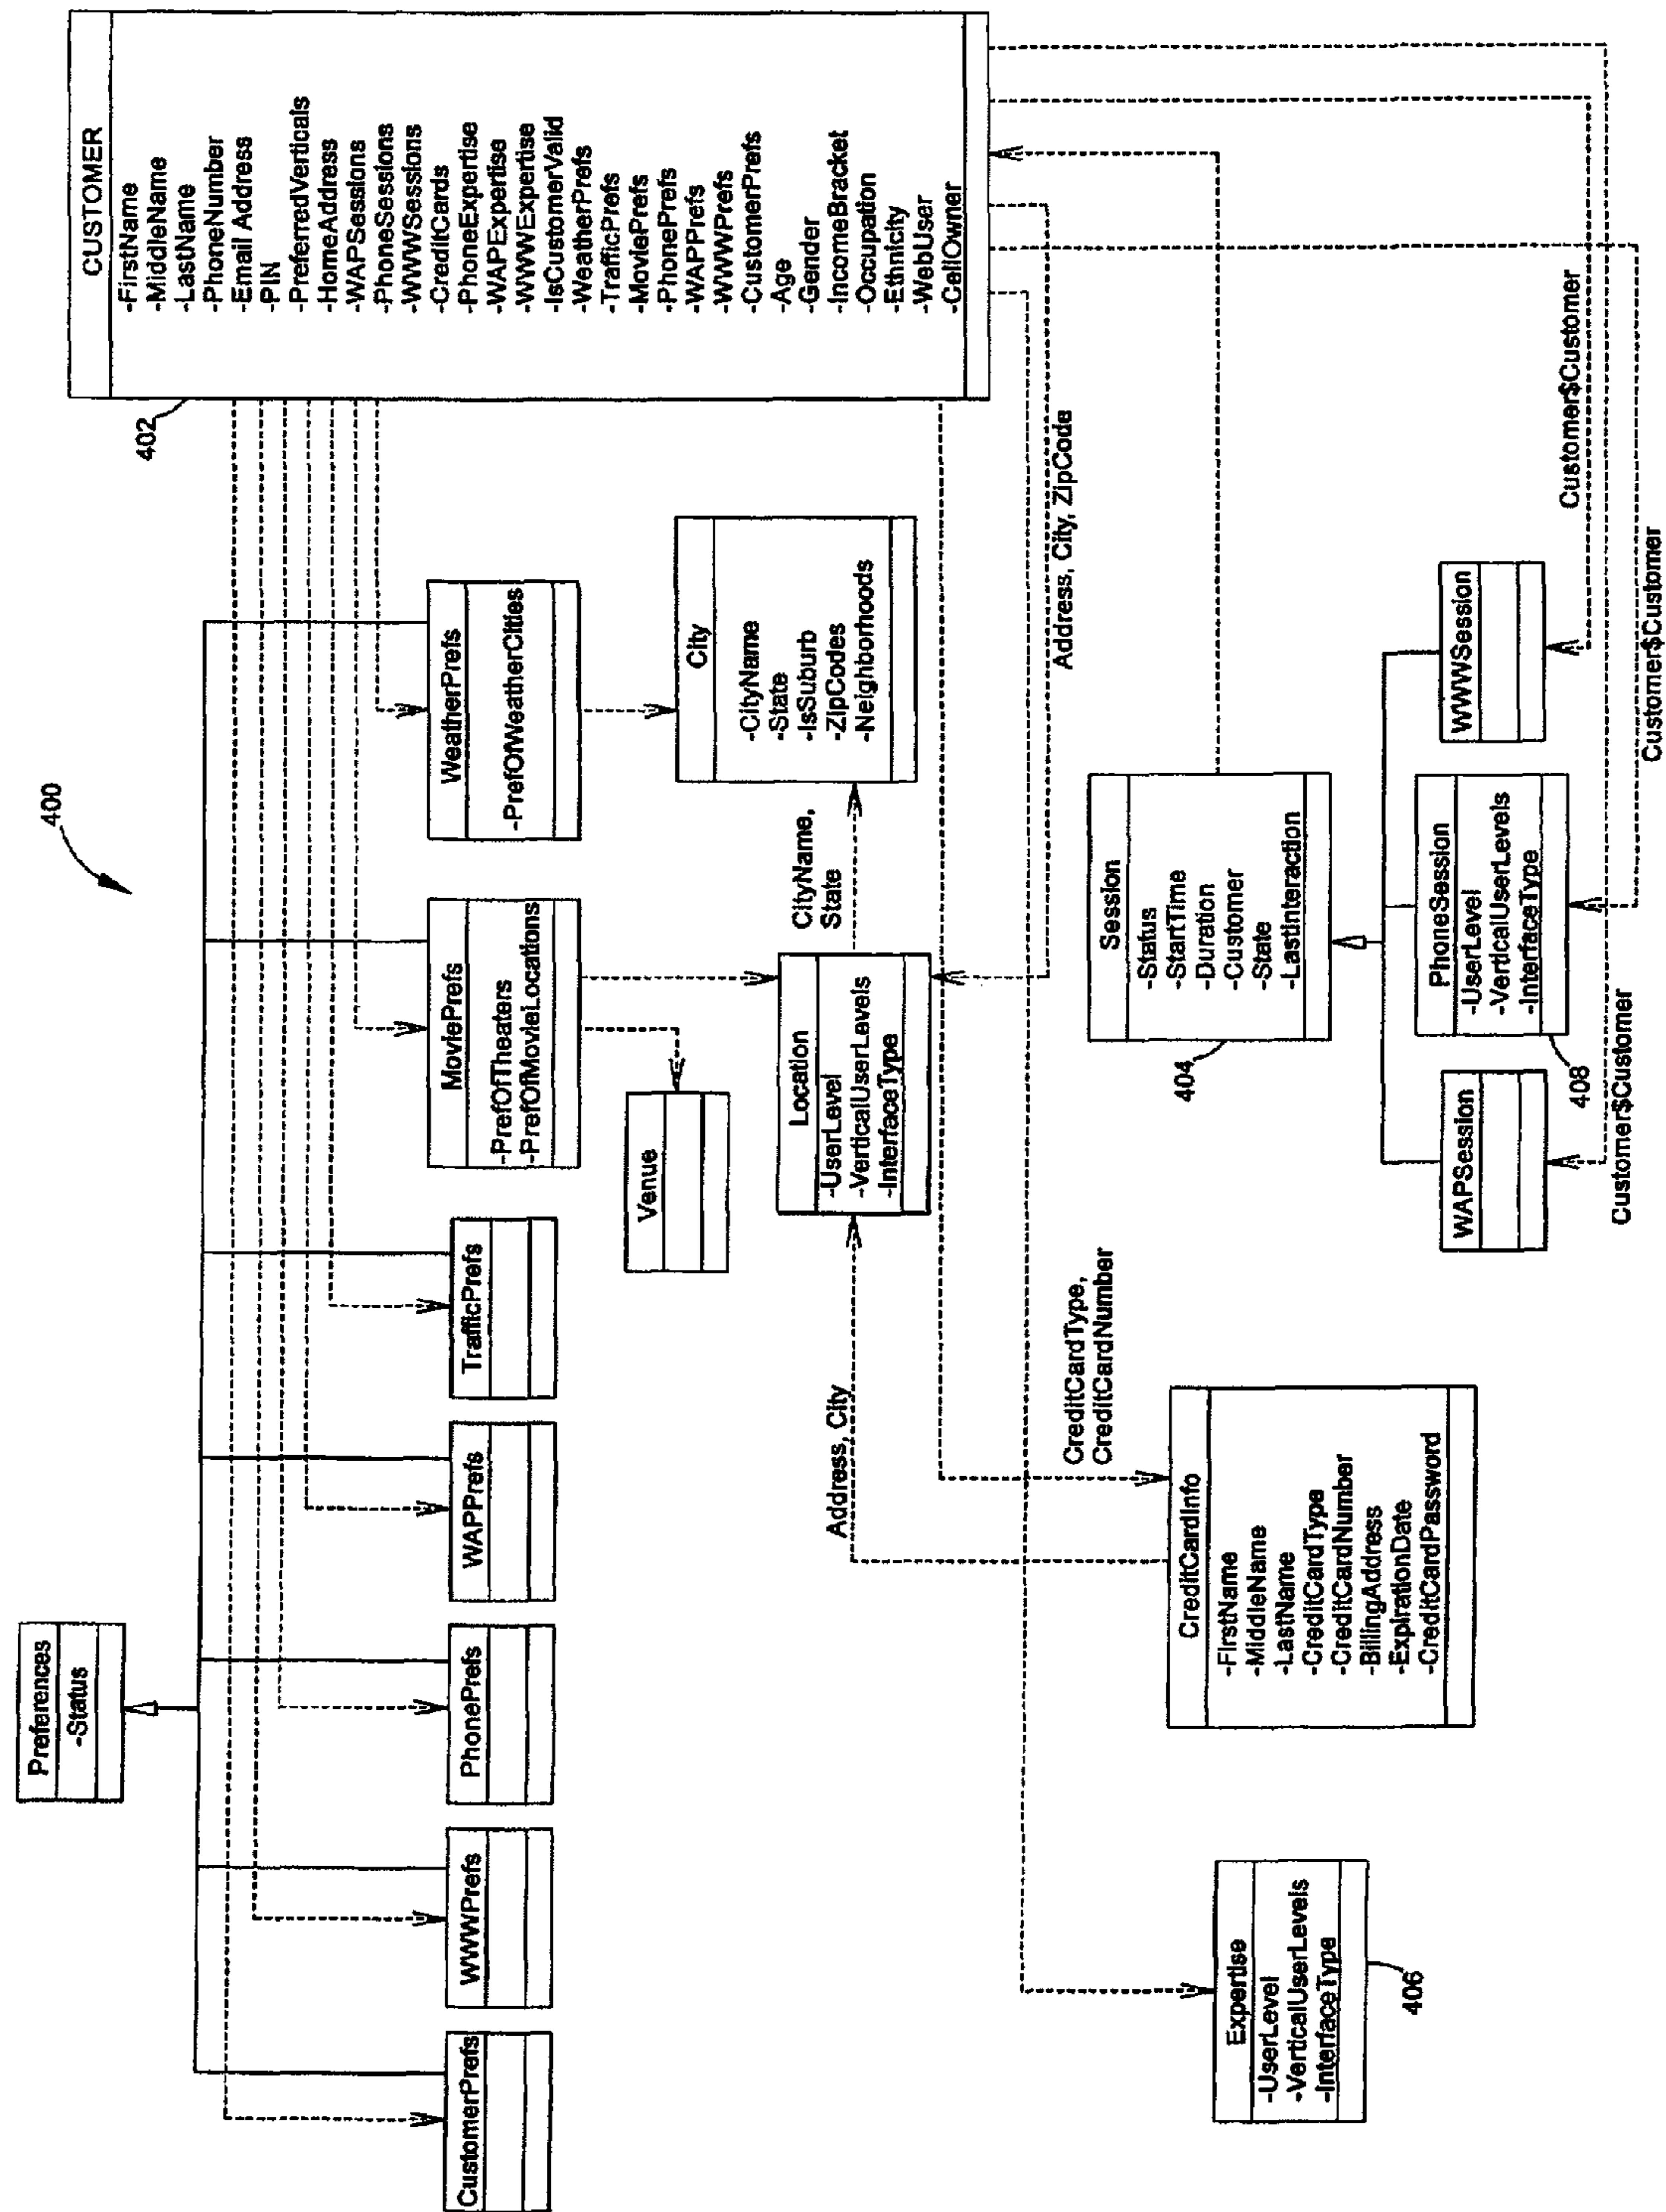 400
Preferences
-Status
CustomerPrefs
WWWPrefs
PhonePrefs
WAPPrefs
TrafficPrefs
MoviePrefs
-PrefOfTheaters
-PrefOfMovieLocations
WeatherPrefs
-PrefOfWeatherCities
402
CUSTOMER
-FirstName
-MiddleName
-LastName
-PhoneNumber
-Email Address
-PIN
-PreferredVerticals
-HomeAddress
-WAPSessions
-PhoneSessions
-WWWSessions
-CreditCards
-PhoneExpertise
-WAPExpertise
-WWWExpertise
-IsCustomerValid
-WeatherPrefs
-TrafficPrefs
-MoviePrefs
-PhonePrefs
-WAPPrefs
-WWWPrefs
-CustomerPrefs
-Age
-Gender
-IncomeBracket
-Occupation
-Ethnicity
-WebUser
-CellOwner
Venue
City
-CityName
-State
-IsSuburb
-ZipCodes
-Neighborhoods
Location
-UserLevel
-VerticalUserLevels
-InterfaceType
CityName,
State
Address, City
Address, City, ZipCode
CreditCardType,
CreditCardNumber
Expertise
-UserLevel
-VerticalUserLevels
-InterfaceType
406
CreditCardInfo
-FirstName
-MiddleName
-LastName
-CreditCardType
-CreditCardNumber
-BillingAddress
-ExpirationDate
-CreditCardPassword
Session
-Status
-StartTime
-Duration
-Customer
-State
-LastInteraction
404
WAPSession
PhoneSession
-UserLevel
-VerticalUserLevels
-InterfaceType
408
WWWSession
Customer$Customer
Customer$Customer
Customer$Customer